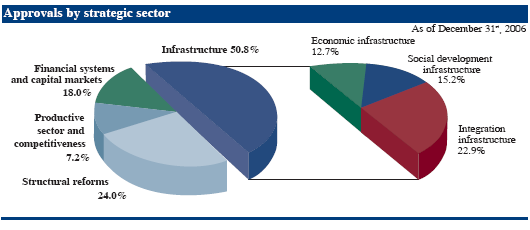 Approvals by strategic sector
As of December 31st, 2006
Infrastructure 50.8%
Financial systems
and capital markets
18.0%
Productive
sector and
competitiveness
7.2%
Structural reforms
24.0%
Economic infrastructure
12.7%
Social development
infrastructure
15.2%
Integration
infrastructure
22.9%